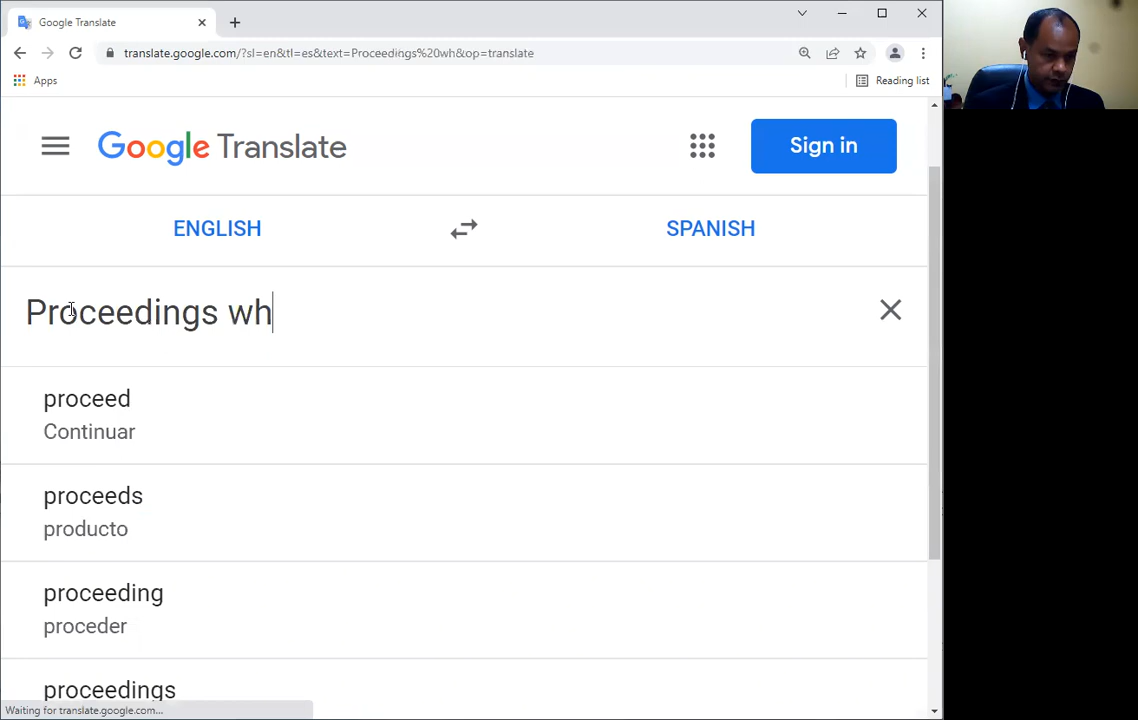 Google Translate
translate.google.com/?sl=en&tl=es&text=Proceedings%20wh&op=translate
Apps
Reading list
Google Translate
Sign in
ENGLISH
SPANISH
Proceedings wh
proceed
Continuar
proceeds
producto
proceeding
proceder
proceedings
Waiting for translate.google.com...